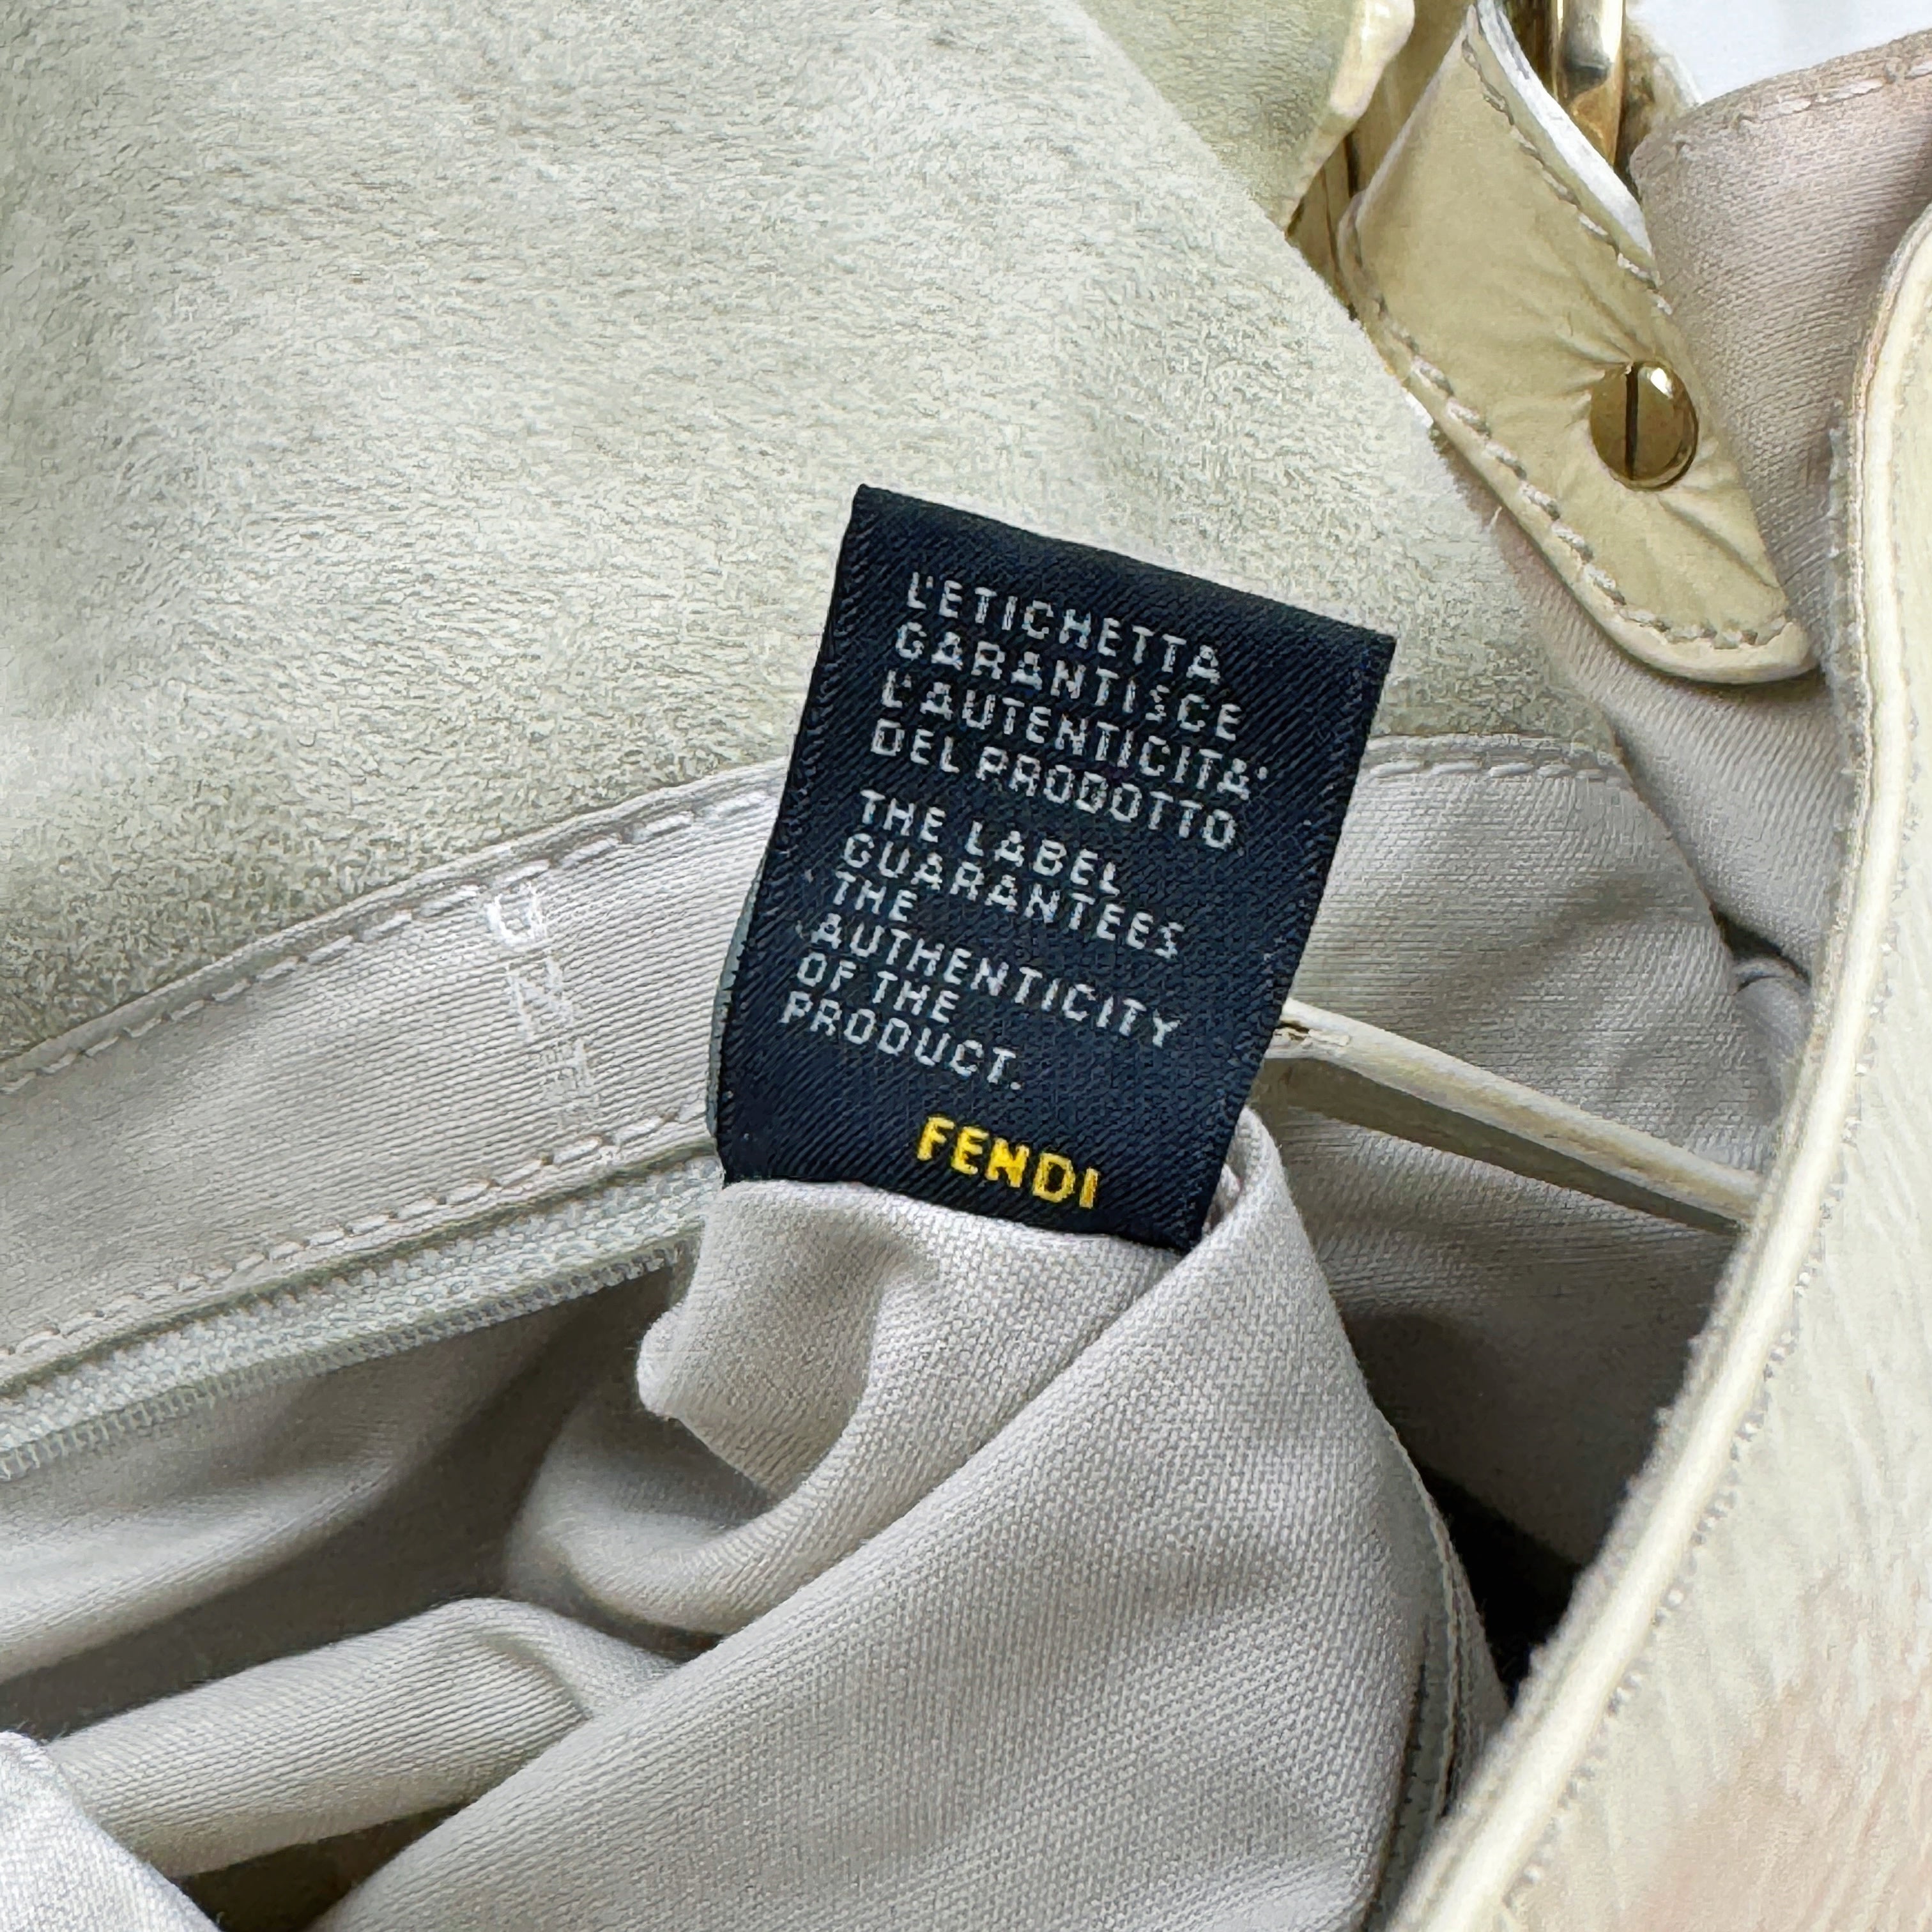 L'ETICHETTA
GARANTISCE
L'AUTENTICITA'
DEL PRODOTTO
THE LABEL
GUARANTEES
THE
AUTHENTICITY
OF THE
PRODUCT.
FENDI